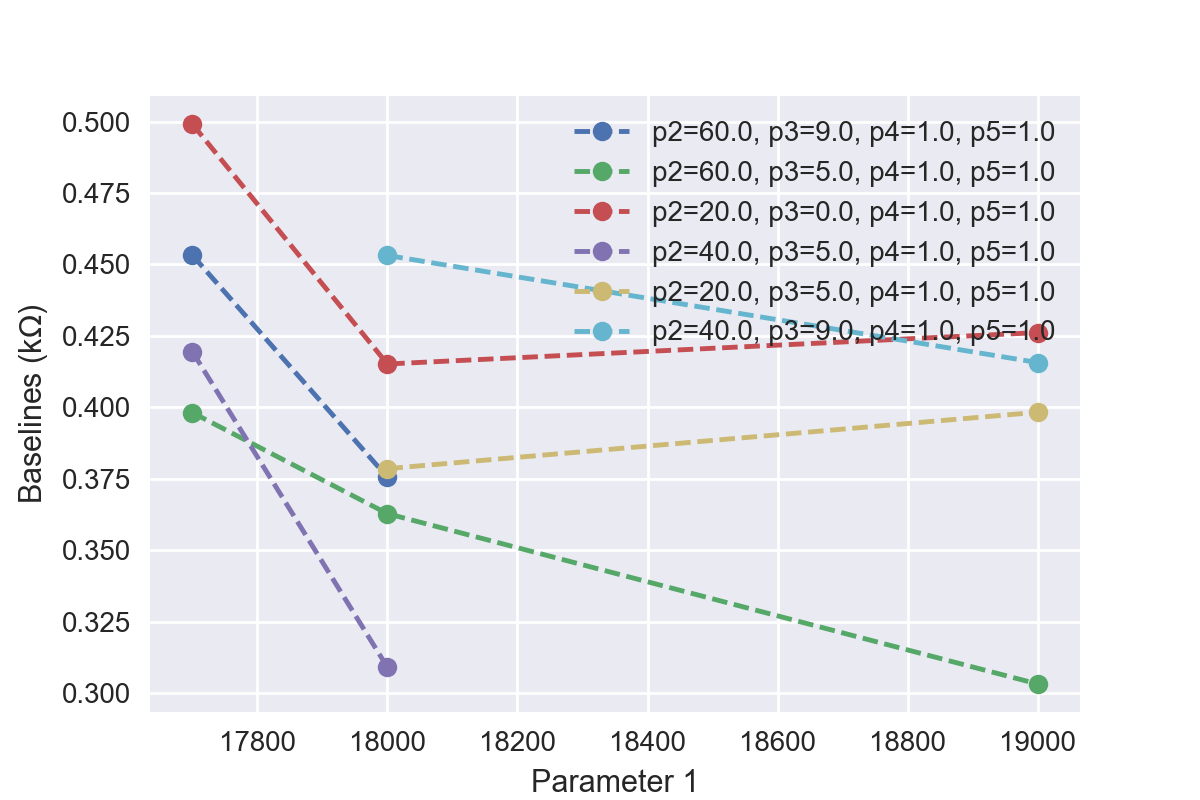 0.500
0.475
0.450
0.425
0.400
0.375
0.350
0.325
0.300
Baselines (kΩ)
p2=60.0, p3=9.0, p4=1.0, p5=1.0
p2=60.0, p3=5.0, p4=1.0, p5=1.0
p2=20.0, p3=0.0, p4=1.0, p5=1.0
p2=40.0, p3=5.0, p4=1.0, p5=1.0
p2=20.0, p3=5.0, p4=1.0, p5=1.0
p2=40.0, p3=9.0, p4=1.0, p5=1.0
17800 18000 18200 18400 18600 18800 19000
Parameter 1